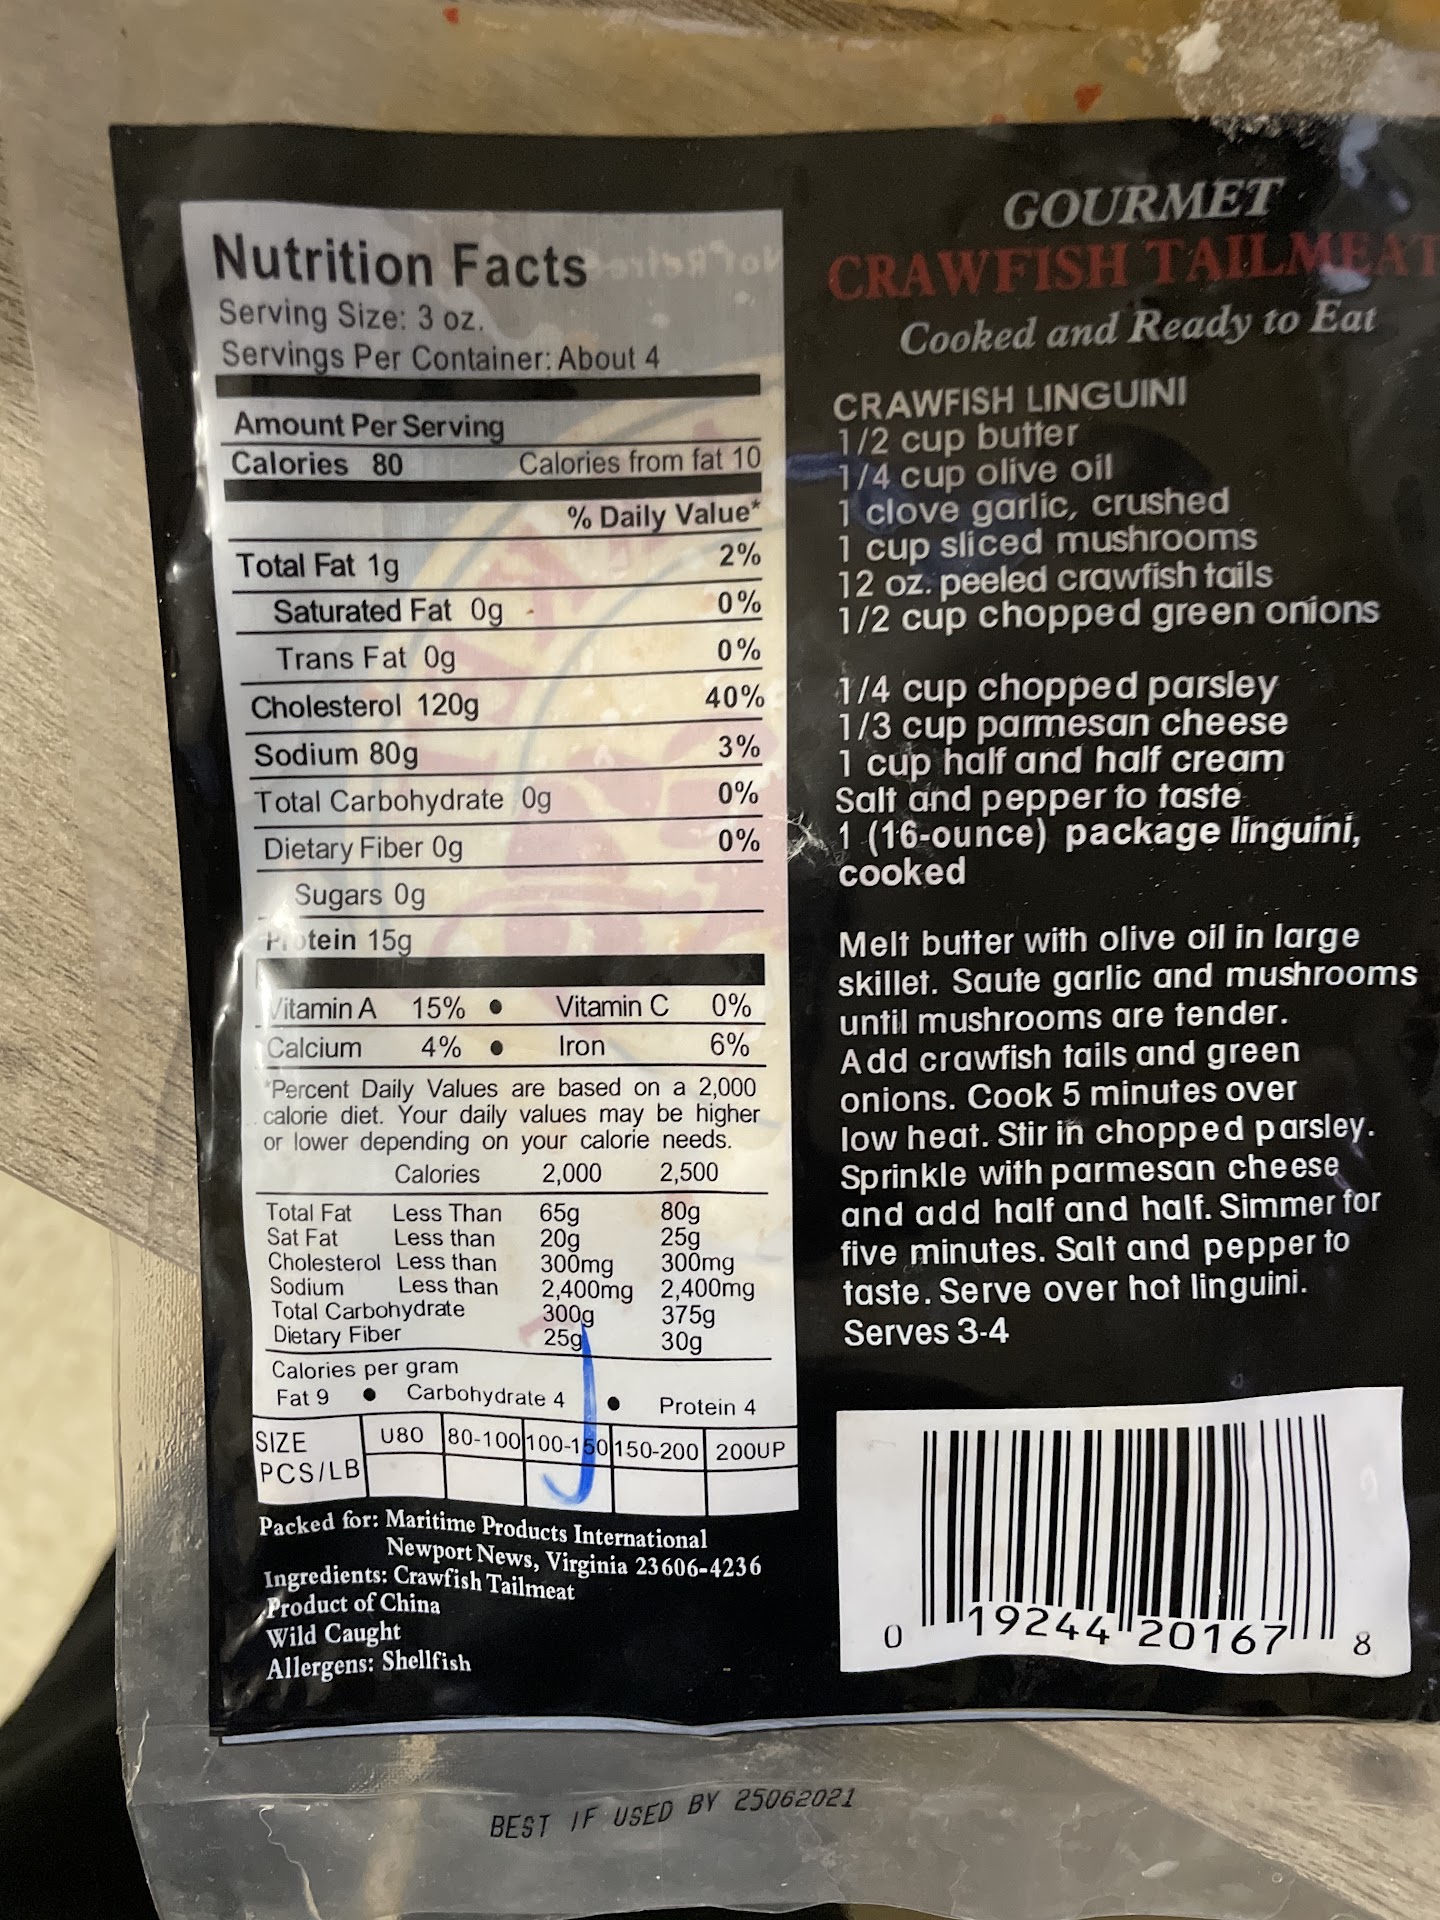 Nutrition Facts
Serving Size: 3 oz.
Servings Per Container: About 4
Amount Per Serving
Calories 80 Calories from fat 10
% Daily Value*
Total Fat 1g 2%
Saturated Fat 0g 0%
Trans Fat 0g 0%
Cholesterol 120g 40%
Sodium 80g 3%
Total Carbohydrate 0g 0%
Dietary Fiber 0g 0%
Sugars 0g
Protein 15g
Vitamin A 15% • Vitamin C 0%
Calcium 4% • Iron 6%
*Percent Daily Values are based on a 2,000
calorie diet. Your daily values may be higher
or lower depending on your calorie needs.
Calories 2,000 2,500
Total Fat Less Than 65g 80g
Sat Fat Less than 20g 25g
Cholesterol Less than 300mg 300mg
Sodium Less than 2,400mg 2,400mg
Total Carbohydrate 300g 375g
Dietary Fiber 25g 30g
Calories per gram
Fat 9 • Carbohydrate 4 • Protein 4
SIZE U80 80-100 100-150 150-200 200UP
PCS/LB
Packed for: Maritime Products International
Newport News, Virginia 23606-4236
Ingredients: Crawfish Tailmeat
Product of China
Wild Caught
Allergens: Shellfish
GOURMET
CRAWFISH TAILMEAT
Cooked and Ready to Eat
CRAWFISH LINGUINI
1/2 cup butter
1/4 cup olive oil
1 clove garlic, crushed
1 cup sliced mushrooms
12 oz. peeled crawfish tails
1/2 cup chopped green onions
1/4 cup chopped parsley
1/3 cup parmesan cheese
1 cup half and half cream
Salt and pepper to taste
1 (16-ounce) package linguini,
cooked
Melt butter with olive oil in large
skillet. Saute garlic and mushrooms
until mushrooms are tender.
Add crawfish tails and green
onions. Cook 5 minutes over
low heat. Stir in chopped parsley.
Sprinkle with parmesan cheese
and add half and half. Simmer for
five minutes. Salt and pepper to
taste. Serve over hot linguini.
Serves 3-4
0 19244 20167 8
BEST IF USED BY 25062021